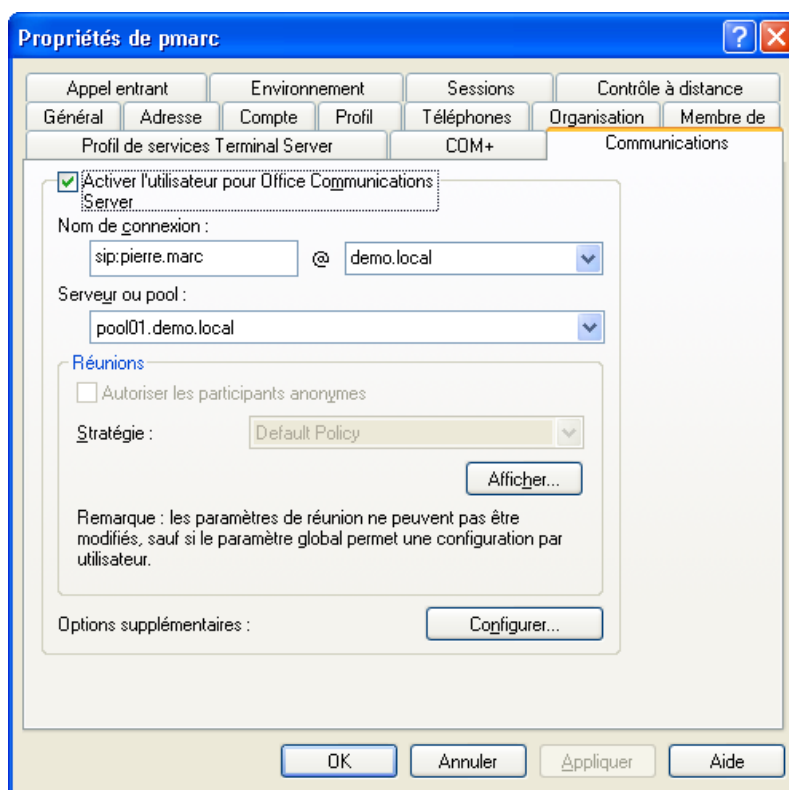 Propriétés de pmarc
Appel entrant Environnement Sessions Contrôle à distance
Général Adresse Compte Profil Téléphones Organisation Membre de
Profil de services Terminal Server COM+ Communications
Activer l'utilisateur pour Office Communications
Server
Nom de connexion :
sip:pierre.marc @ demo.local
Serveur ou pool :
pool01.demo.local
Réunions
Autoriser les participants anonymes
Stratégie : Default Policy
Afficher...
Remarque : les paramètres de réunion ne peuvent pas être
modifiés, sauf si le paramètre global permet une configuration par
utilisateur.
Options supplémentaires : Configurer...
OK Annuler Appliquer Aide